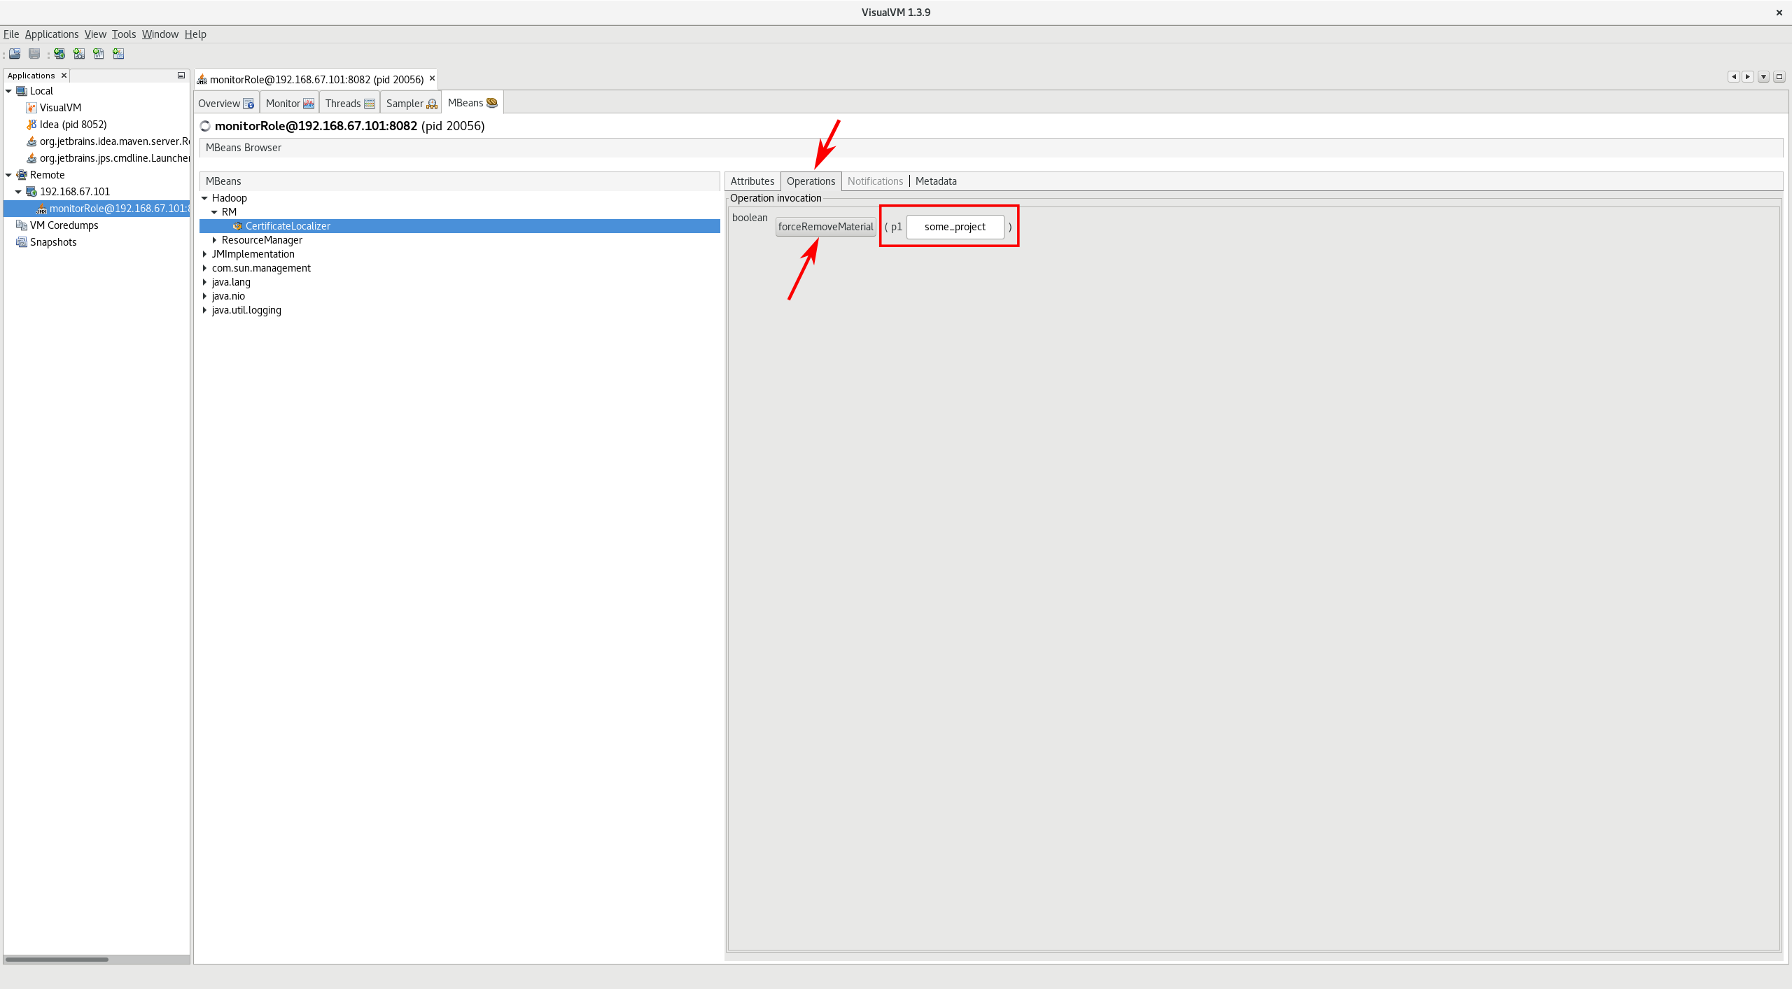 VisualVM 1.3.9
File Applications View Tools Window Help
Applications
monitorRole@192.168.67.101:8082 (pid 20056)
Local
VisualVM
Idea (pid 8052)
org.jetbrains.idea.maven.server.Re
org.jetbrains.jps.cmdline.Launcher
Remote
192.168.67.101
monitorRole@192.168.67.101:8
VM Coredumps
Snapshots
Overview Monitor Threads Sampler MBeans
monitorRole@192.168.67.101:8082 (pid 20056)
MBeans Browser
MBeans
Hadoop
RM
CertificateLocalizer
ResourceManager
JMImplementation
com.sun.management
java.lang
java.nio
java.util.logging
Attributes Operations Notifications Metadata
Operation invocation
boolean forceRemoveMaterial ( p1 some_project )